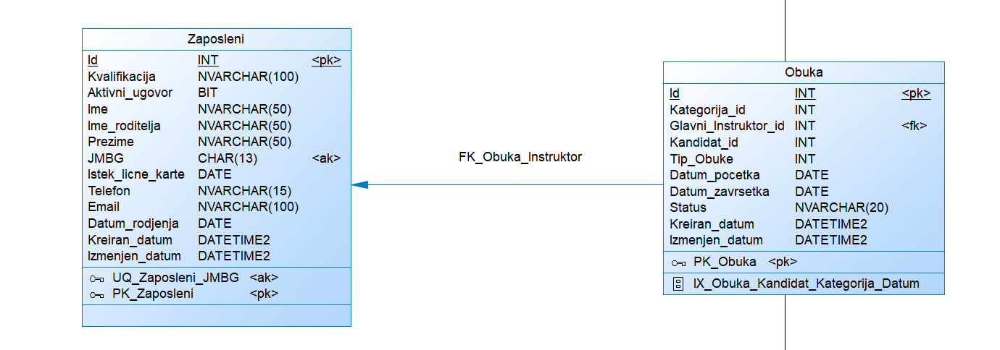 Zaposleni
Id INT <pk>
Kvalifikacija NVARCHAR(100)
Aktivni_ugovor BIT
Ime NVARCHAR(50)
Ime_roditelja NVARCHAR(50)
Prezime NVARCHAR(50)
JMBG CHAR(13) <ak>
Istek_licne_karte DATE
Telefon NVARCHAR(15)
Email NVARCHAR(100)
Datum_rodjenja DATE
Kreiran_datum DATETIME2
Izmenjen_datum DATETIME2
UQ_Zaposleni_JMBG <ak>
PK_Zaposleni <pk>
FK_Obuka_Instruktor
Obuka
Id INT <pk>
Kategorija_id INT
Glavni_Instruktor_id INT <fk>
Kandidat_id INT
Tip_Obuke INT
Datum_pocetka DATE
Datum_zavrsetka DATE
Status NVARCHAR(20)
Kreiran_datum DATETIME2
Izmenjen_datum DATETIME2
PK_Obuka <pk>
IX_Obuka_Kandidat_Kategorija_Datum